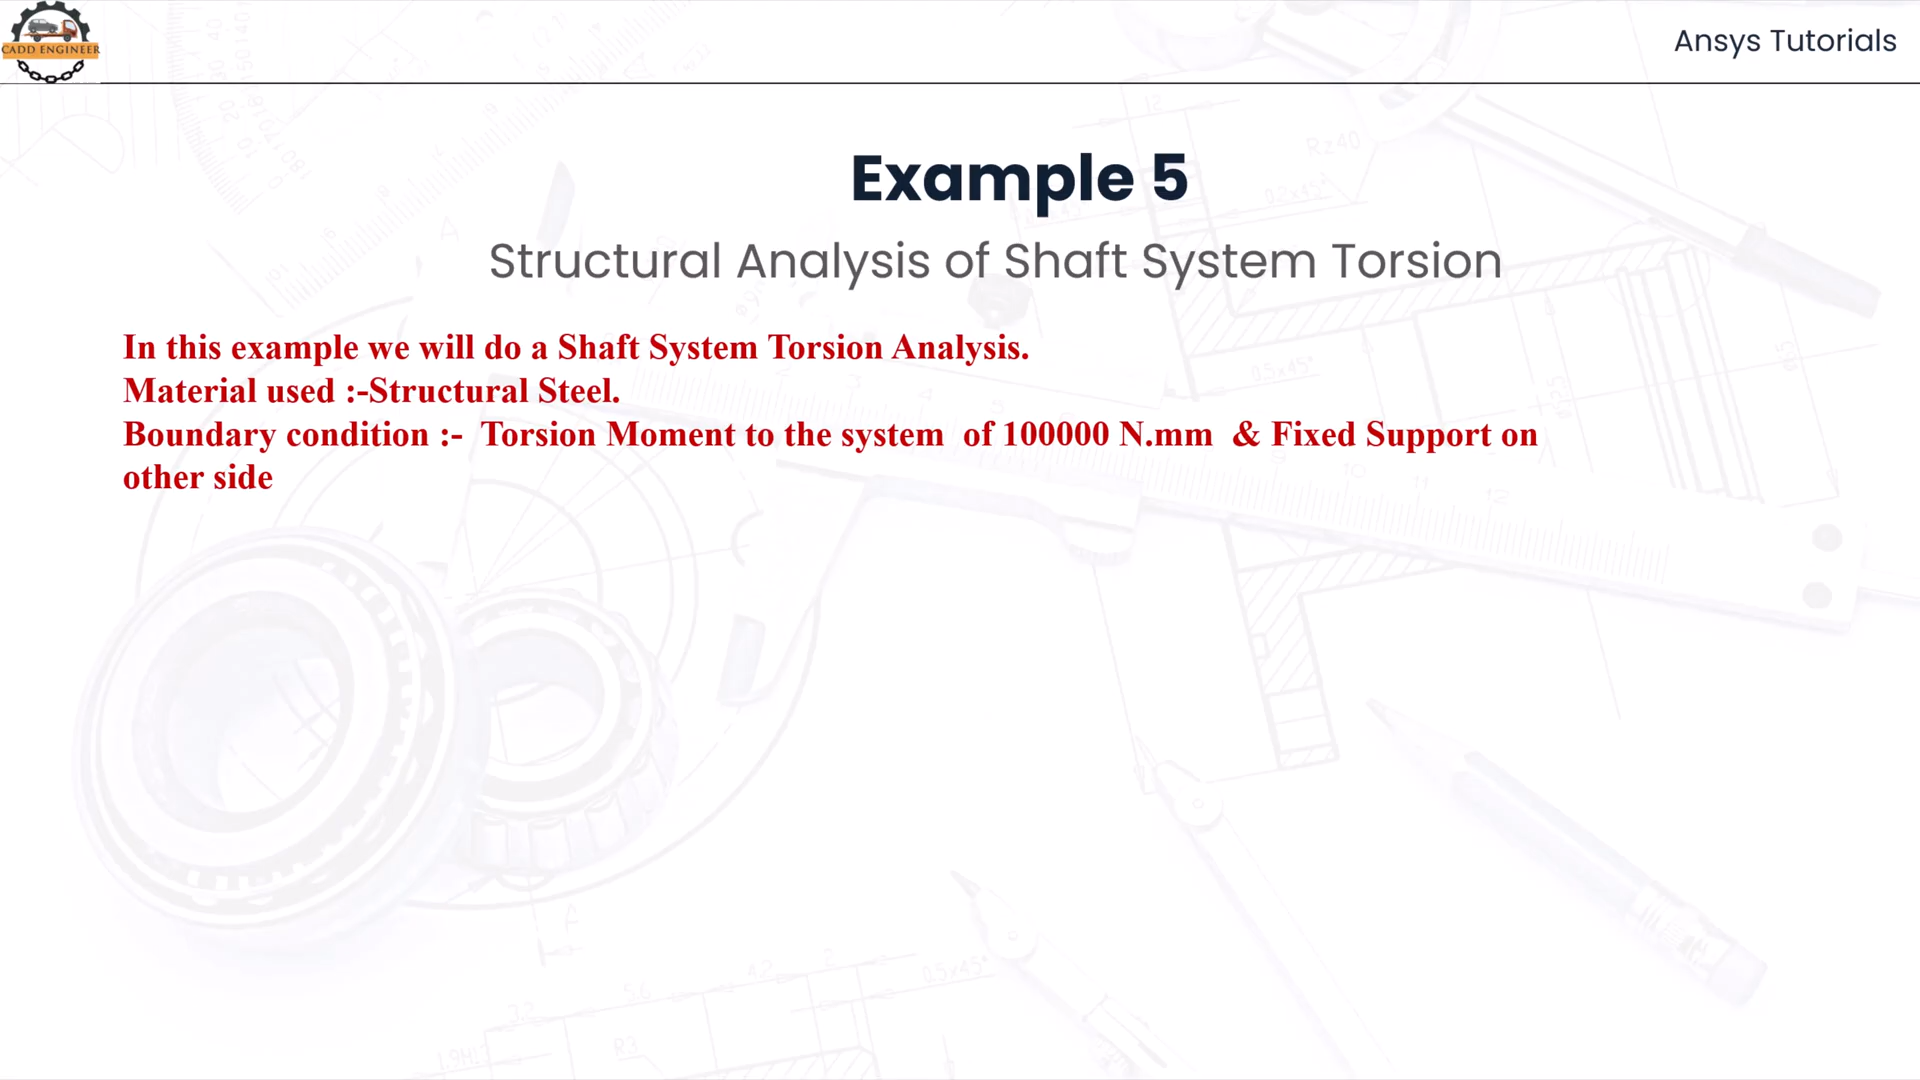 CADD ENGINEER
Ansys Tutorials
Example 5
Structural Analysis of Shaft System Torsion
In this example we will do a Shaft System Torsion Analysis.
Material used :-Structural Steel.
Boundary condition :-  Torsion Moment to the system  of 100000 N.mm  & Fixed Support on
other side